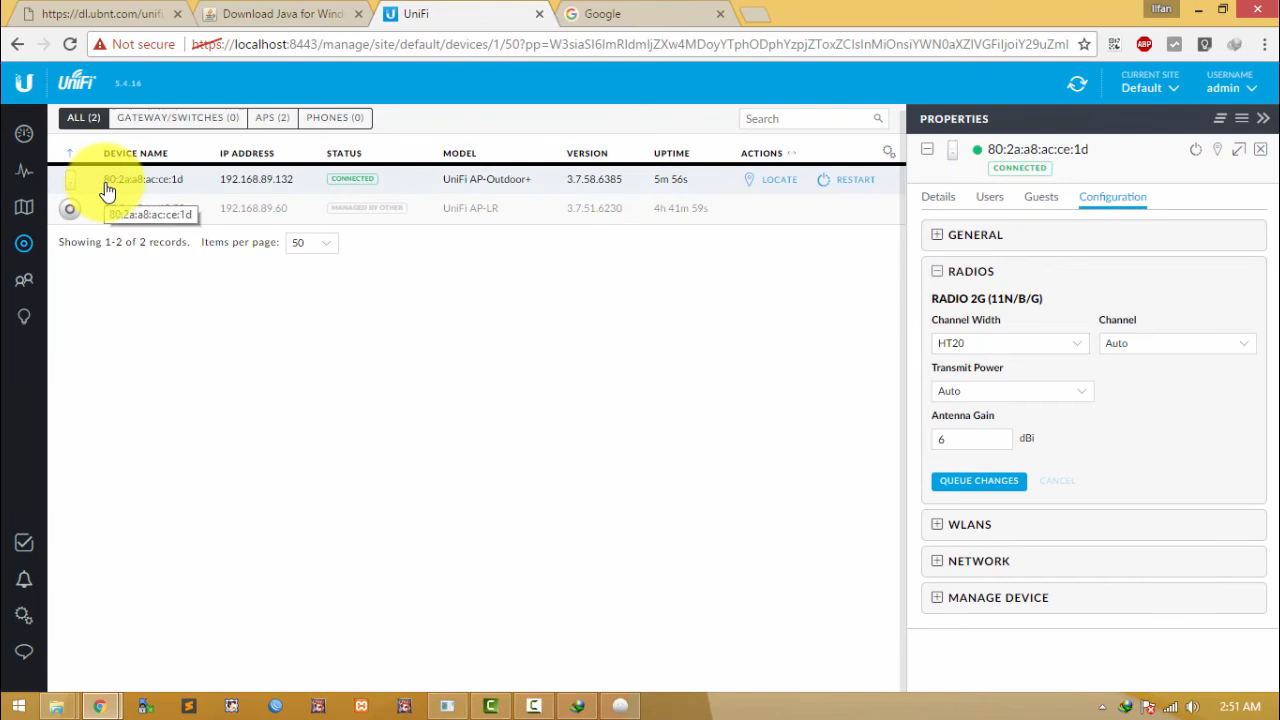 https://dl.ubnt.com/unifi
Download Java for Wind
UniFi
Google
lifan
Not secure
https://localhost:8443/manage/site/default/devices/1/50?pp=W3siaSI6ImRldmljZXw4MDoyYTphODphYzpjZToxZCIsInMiOnsiYWN0aXZlVGFiIjoiY29uZml
ABP
U
UniFi
5.4.16
CURRENT SITE
Default
USERNAME
admin
ALL (2)
GATEWAY/SWITCHES (0)
APS (2)
PHONES (0)
Search
DEVICE NAME
IP ADDRESS
STATUS
MODEL
VERSION
UPTIME
ACTIONS
80:2a:a8:ac:ce:1d
192.168.89.132
CONNECTED
UniFi AP-Outdoor+
3.7.58.6385
5m 56s
LOCATE
RESTART
192.168.89.60
MANAGED BY OTHER
UniFi AP-LR
3.7.51.6230
4h 41m 59s
80:2a:a8:ac:ce:1d
Showing 1-2 of 2 records.
Items per page:
50
PROPERTIES
80:2a:a8:ac:ce:1d
CONNECTED
Details
Users
Guests
Configuration
GENERAL
RADIOS
RADIO 2G (11N/B/G)
Channel Width
Channel
HT20
Auto
Transmit Power
Auto
Antenna Gain
6
dBi
QUEUE CHANGES
CANCEL
WLANS
NETWORK
MANAGE DEVICE
2:51 AM